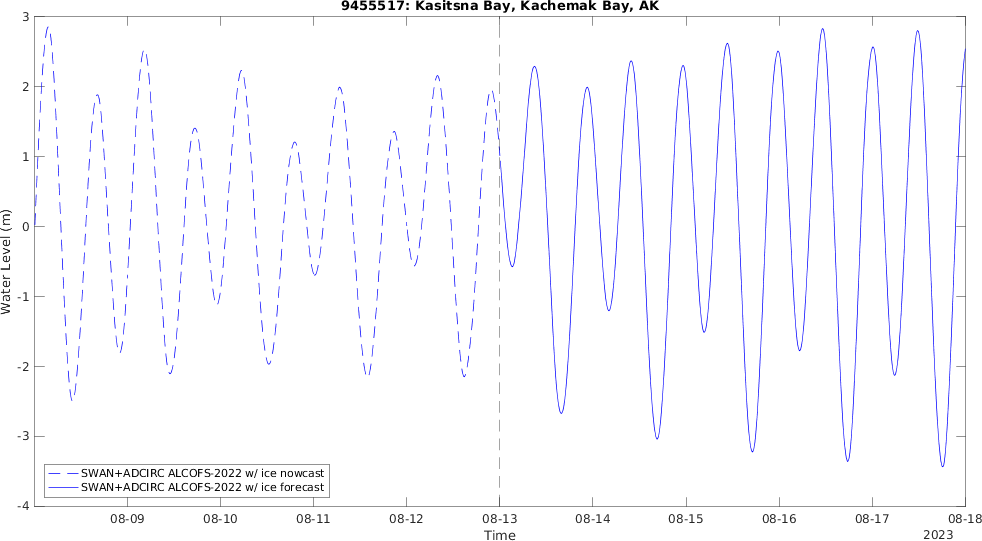 9455517: Kasitsna Bay, Kachemak Bay, AK
Water Level (m)
3
2
1
0
-1
-2
-3
-4
SWAN+ADCIRC ALCOFS-2022 w/ ice nowcast
SWAN+ADCIRC ALCOFS-2022 w/ ice forecast
08-09 08-10 08-11 08-12 08-13 08-14 08-15 08-16 08-17 08-18
Time
2023